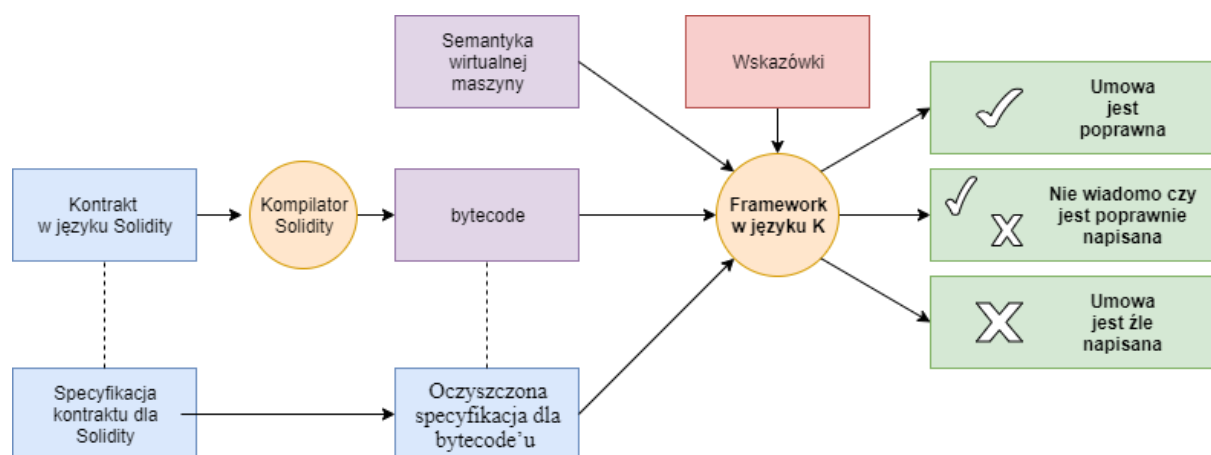 Semantyka
wirtualnej
maszyny
Wskazówki
Umowa
jest
poprawna
Kontrakt
w języku Solidity
Kompilator
Solidity
bytecode
Framework
w języku K
Nie wiadomo czy
jest poprawnie
napisana
Umowa
jest źle
napisana
Specyfikacja
kontraktu dla
Solidity
Oczyszczona
specyfikacja dla
bytecode'u